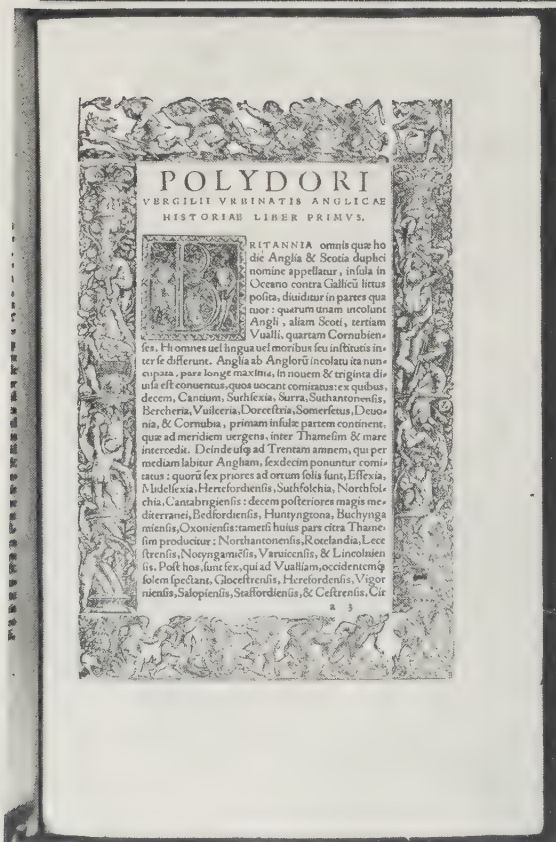 POLYDORI
VERGILII VRBINATIS ANGLICAE
HISTORIAE LIBER PRIMVS.
BRITANNIA omnis quæ ho
die Anglia & Scotia duplici
nomine appellatur, insula in
Oceano contra Gallicū littus
posita, diuiditur in partes qua
tuor: quarum unam incolunt
Angli, aliam Scoti, tertiam
Vualli, quartam Cornubien-
ses. Hi omnes uel lingua uel moribus seu institutis in-
ter se differunt. Anglia ab Anglorū incolatu ita nun-
cupata, pars longe maxima, in nouem & triginta di-
uisa est conuentus, quos uocant comitatus: ex quibus,
decem, Cantium, Suthsexia, Surra, Suthantonensis,
Bercheria, Vuilceria, Dorcestria, Somersetus, Deuo-
nia, & Cornubia, primam insulæ partem continent,
quæ ad meridiem uergens, inter Thamesim & mare
intercedit. Deinde usq; ad Trentam amnem, qui per
mediam labitur Angliam, sexdecim ponuntur comi-
tatus: quorū sex priores ad ortum solis sunt, Essexia,
Midelsexia, Hertefordiensis, Suthfolchia, Northfol-
chia, Cantabrigiensis: decem posteriores magis me-
diterranei, Bedfordiensis, Huntyngtona, Buchynga
miensis, Oxoniensis: tametsi huius pars citra Thame-
sim producitur: Northantonensis, Rotelandia, Lece
strensis, Notyngamiēsis, Varuicensis, & Lincolnien
sis. Post hos, sunt sex, qui ad Vualliam, occidentemq;
solem spectant, Glocestrensis, Herefordensis, Vigor
niensis, Salopiensis, Staffordiensis, & Cestrensis, Cir
a 3